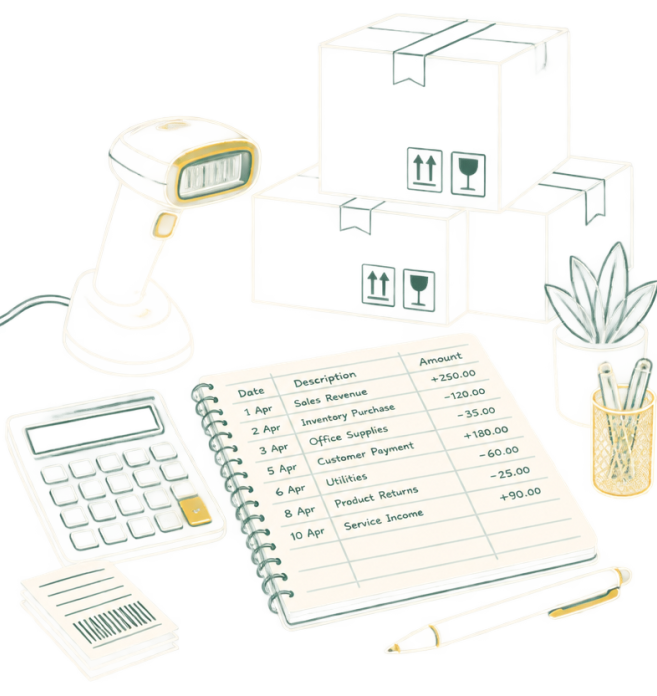 Date Description Amount
1 Apr Sales Revenue +250.00
2 Apr Inventory Purchase -120.00
3 Apr Office Supplies -35.00
5 Apr Customer Payment +180.00
6 Apr Utilities -60.00
8 Apr Product Returns -25.00
10 Apr Service Income +90.00